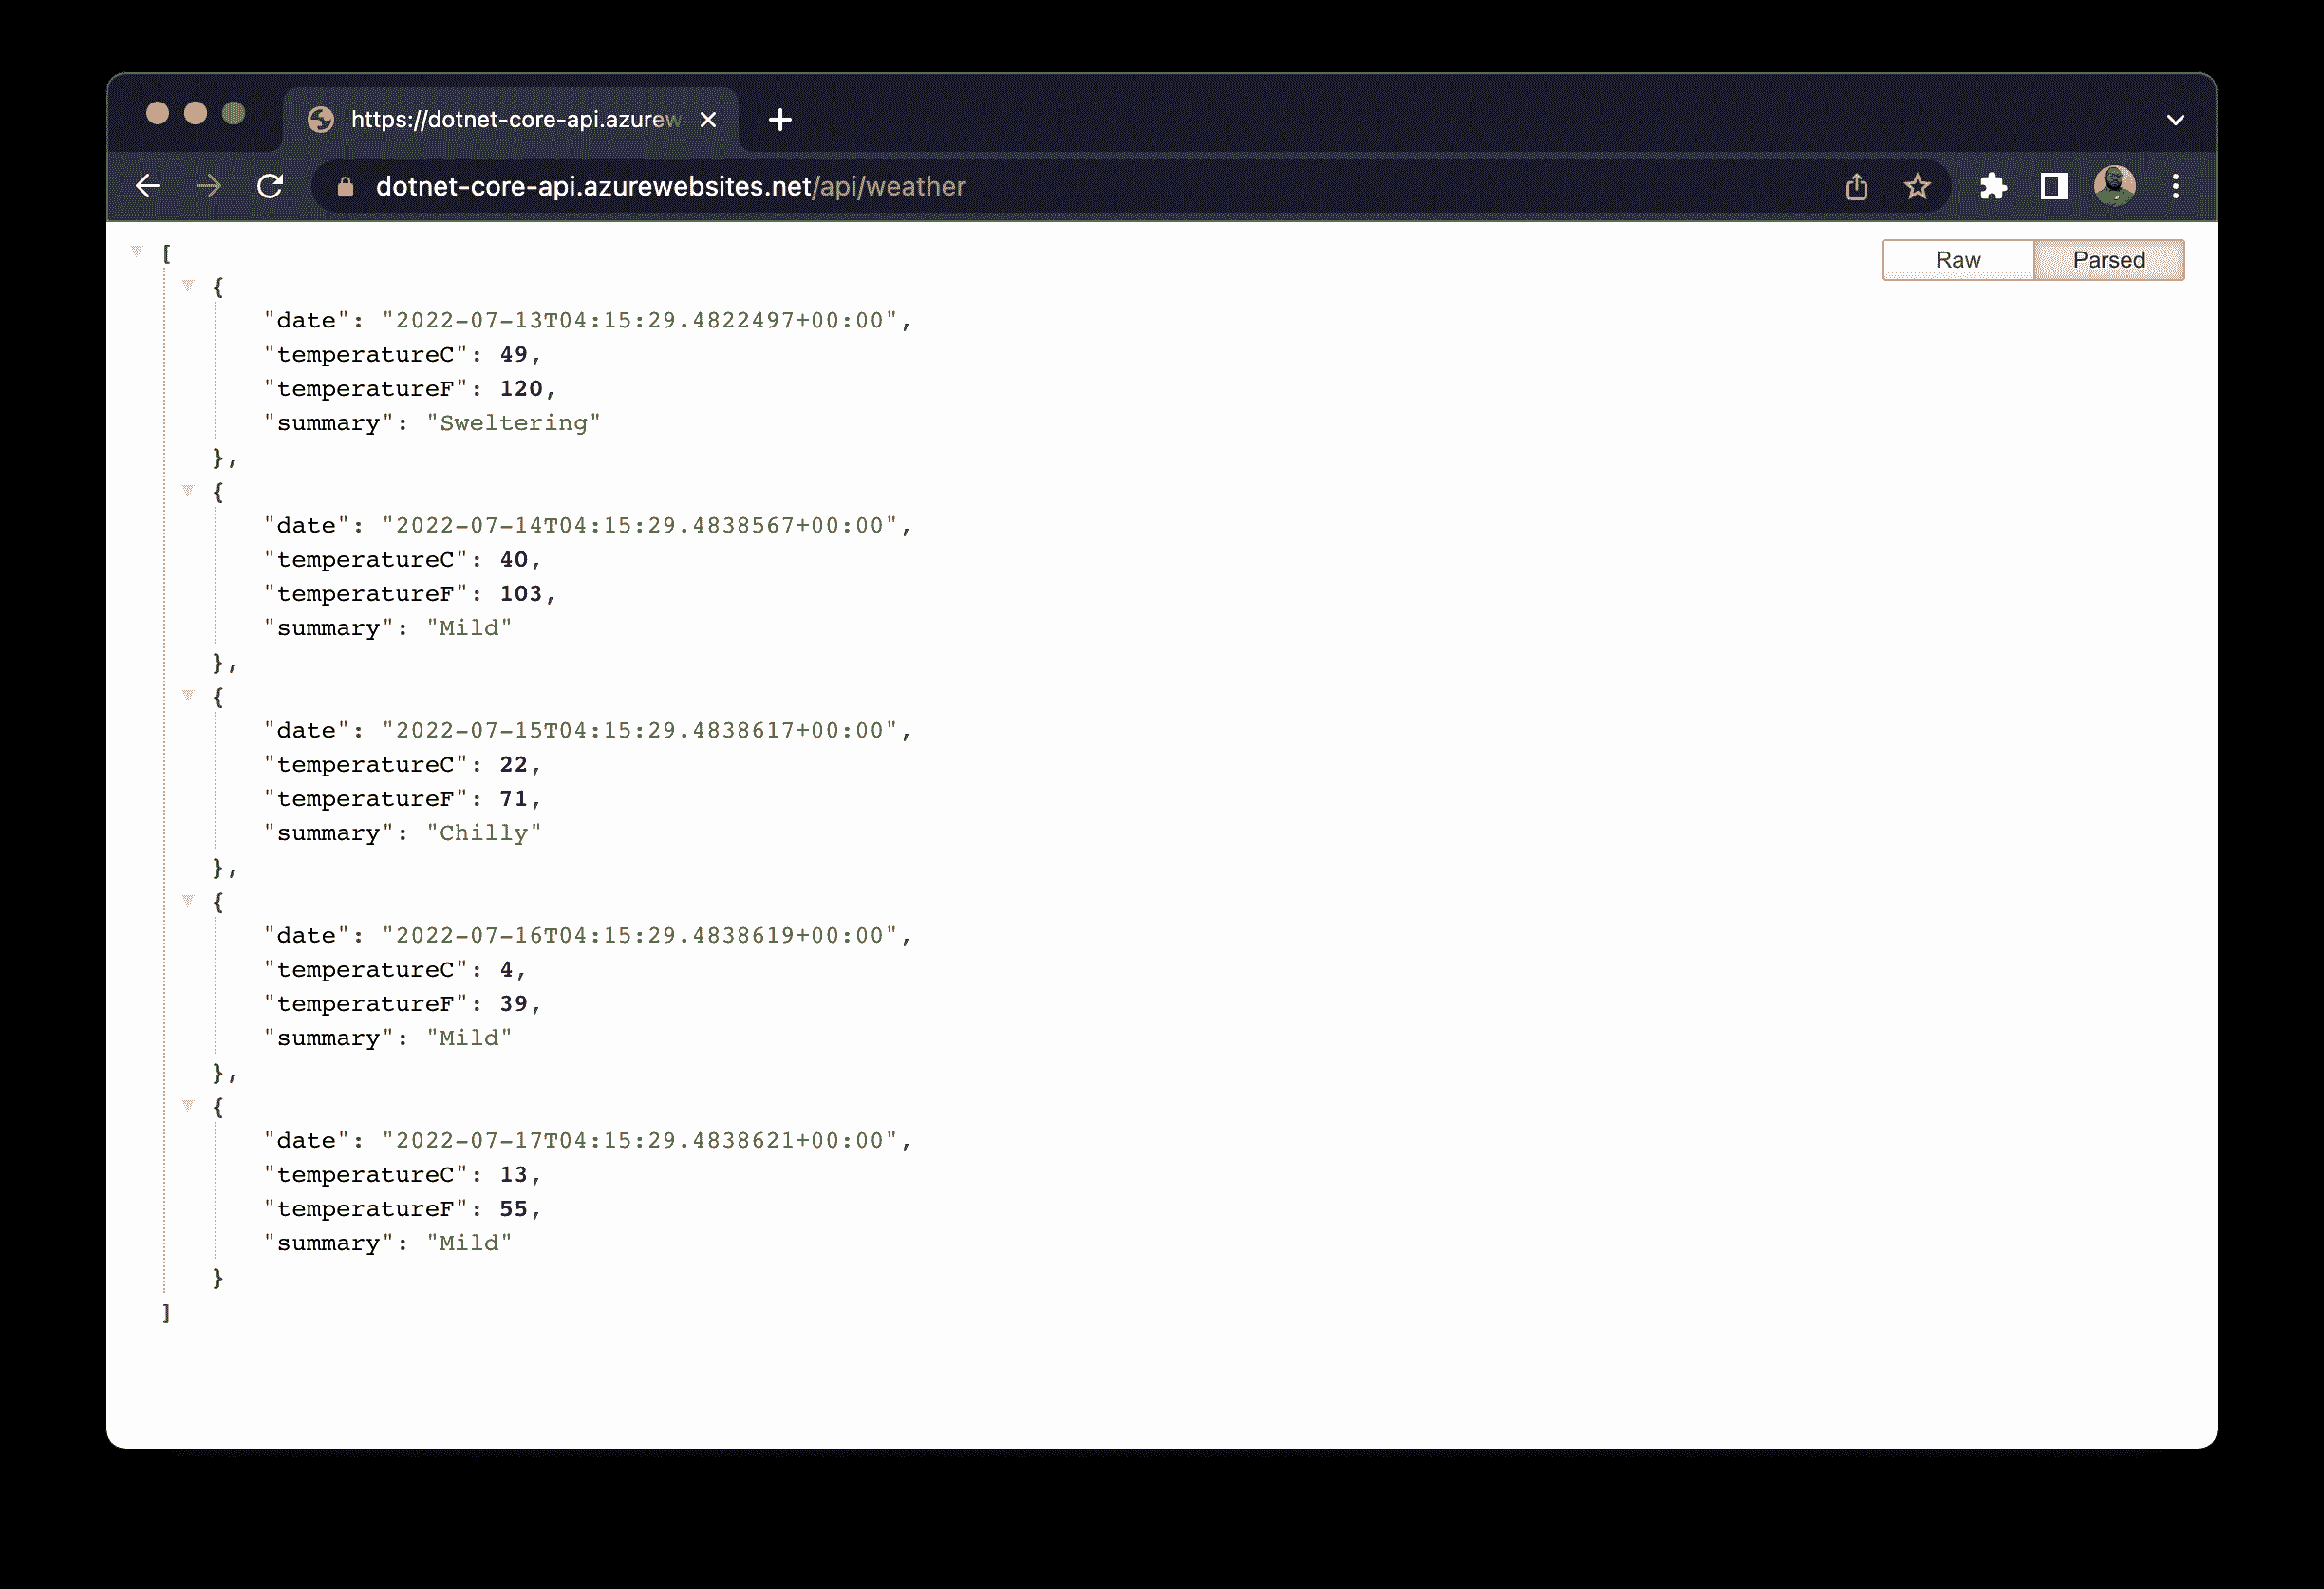 https://dotnet-core-api.azurew
dotnet-core-api.azurewebsites.net/api/weather
Raw Parsed
[
{
"date": "2022-07-13T04:15:29.4822497+00:00",
"temperatureC": 49,
"temperatureF": 120,
"summary": "Sweltering"
},
{
"date": "2022-07-14T04:15:29.4838567+00:00",
"temperatureC": 40,
"temperatureF": 103,
"summary": "Mild"
},
{
"date": "2022-07-15T04:15:29.4838617+00:00",
"temperatureC": 22,
"temperatureF": 71,
"summary": "Chilly"
},
{
"date": "2022-07-16T04:15:29.4838619+00:00",
"temperatureC": 4,
"temperatureF": 39,
"summary": "Mild"
},
{
"date": "2022-07-17T04:15:29.4838621+00:00",
"temperatureC": 13,
"temperatureF": 55,
"summary": "Mild"
}
]